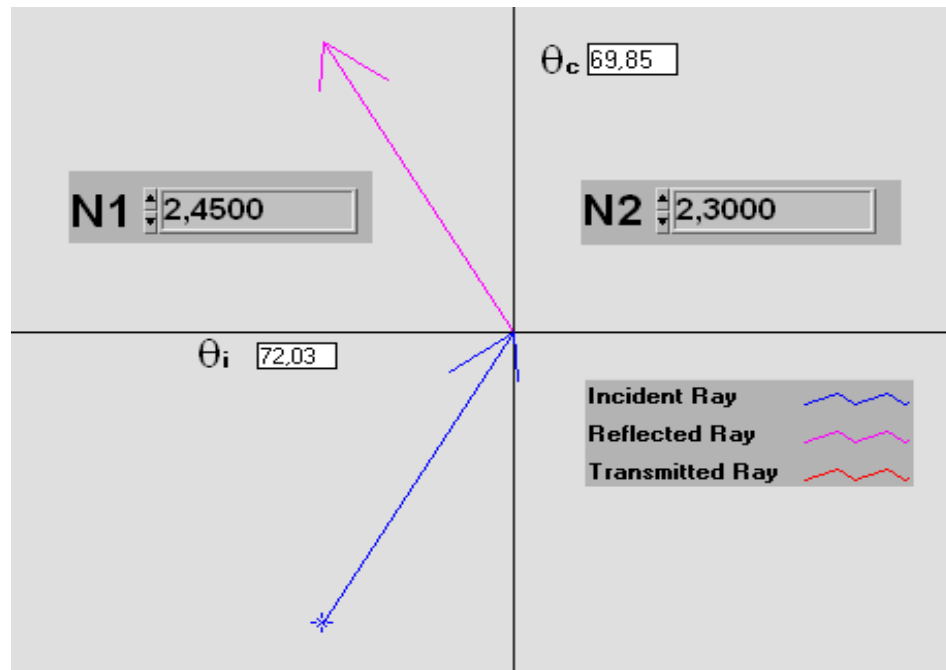 θc 69,85
N1 2,4500
N2 2,3000
θi 72,03
Incident Ray
Reflected Ray
Transmitted Ray